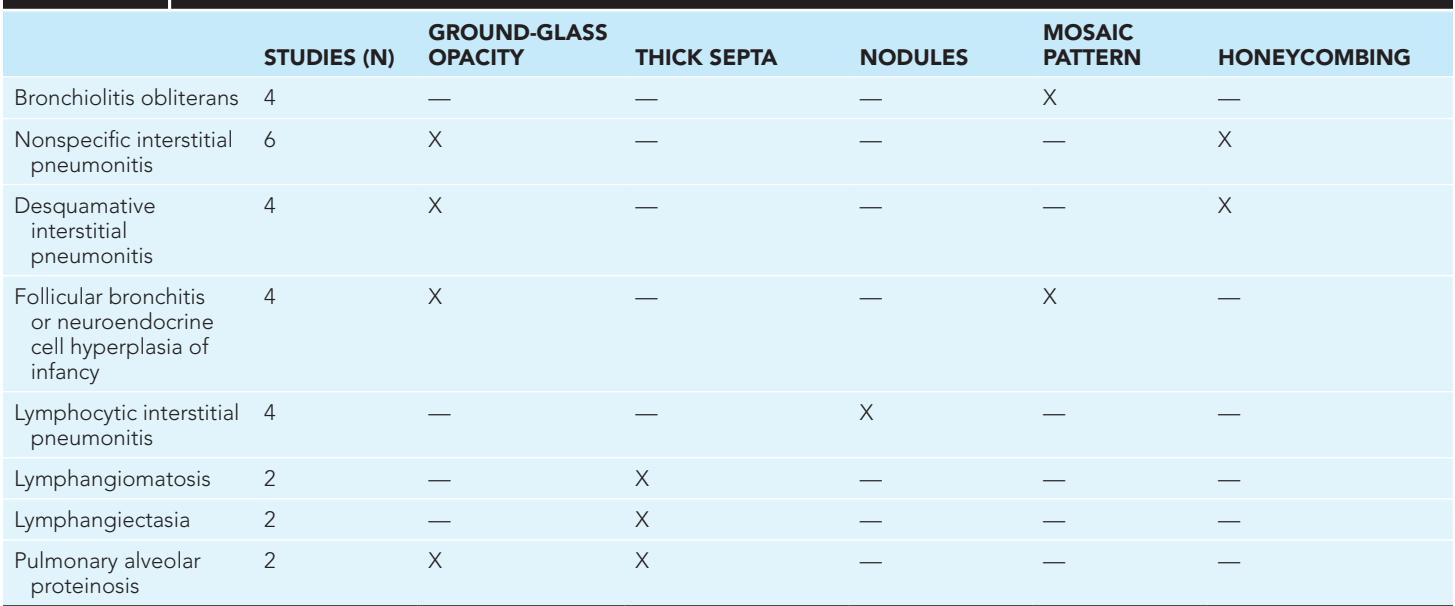 GROUND-GLASS MOSAIC
STUDIES (N) OPACITY THICK SEPTA NODULES PATTERN HONEYCOMBING
Bronchiolitis obliterans 4 — — — X —
Nonspecific interstitial 6 X — — — X
pneumonitis
Desquamative 4 X — — — X
interstitial
pneumonitis
Follicular bronchitis 4 X — — X —
or neuroendocrine
cell hyperplasia of
infancy
Lymphocytic interstitial 4 — — X — —
pneumonitis
Lymphangiomatosis 2 — X — — —
Lymphangiectasia 2 — X — — —
Pulmonary alveolar 2 X X — — —
proteinosis